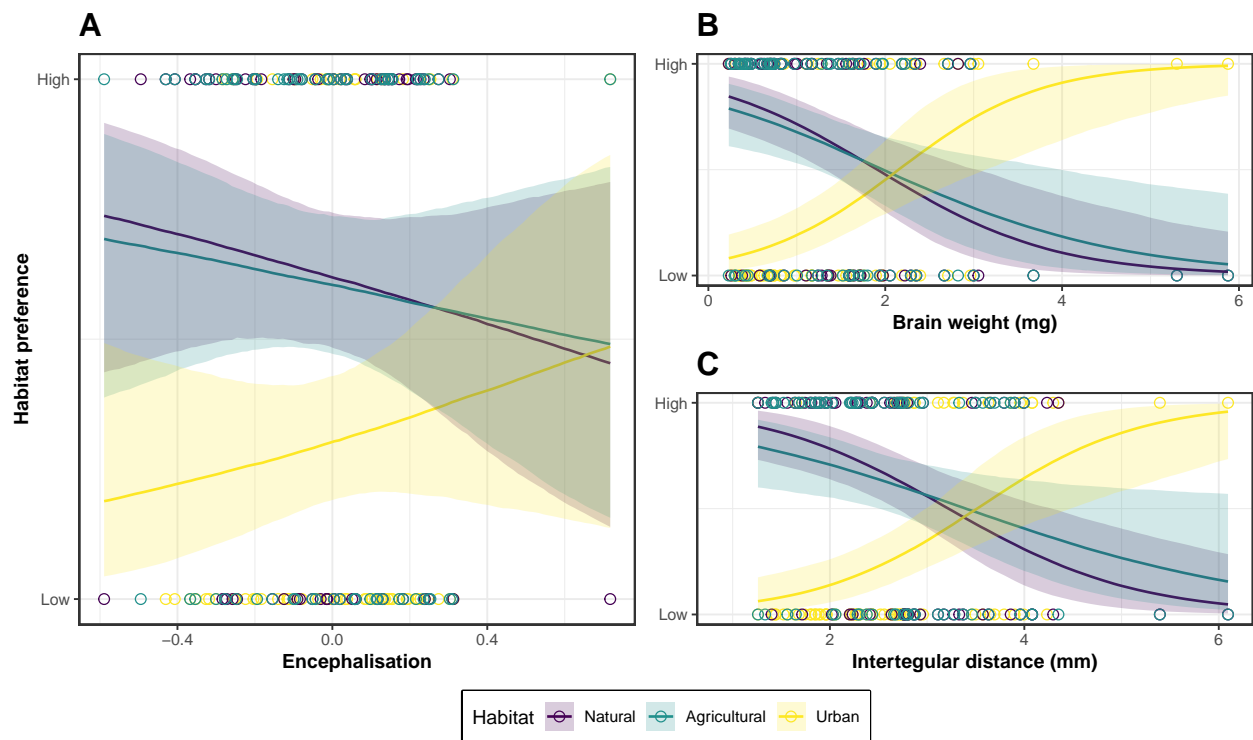 A
Habitat preference
High
Low
-0.4
0.0
0.4
Encephalisation
B
High
Low
0
2
4
6
Brain weight (mg)
C
High
Low
2
4
6
Intertegular distance (mm)
Habitat
Natural
Agricultural
Urban